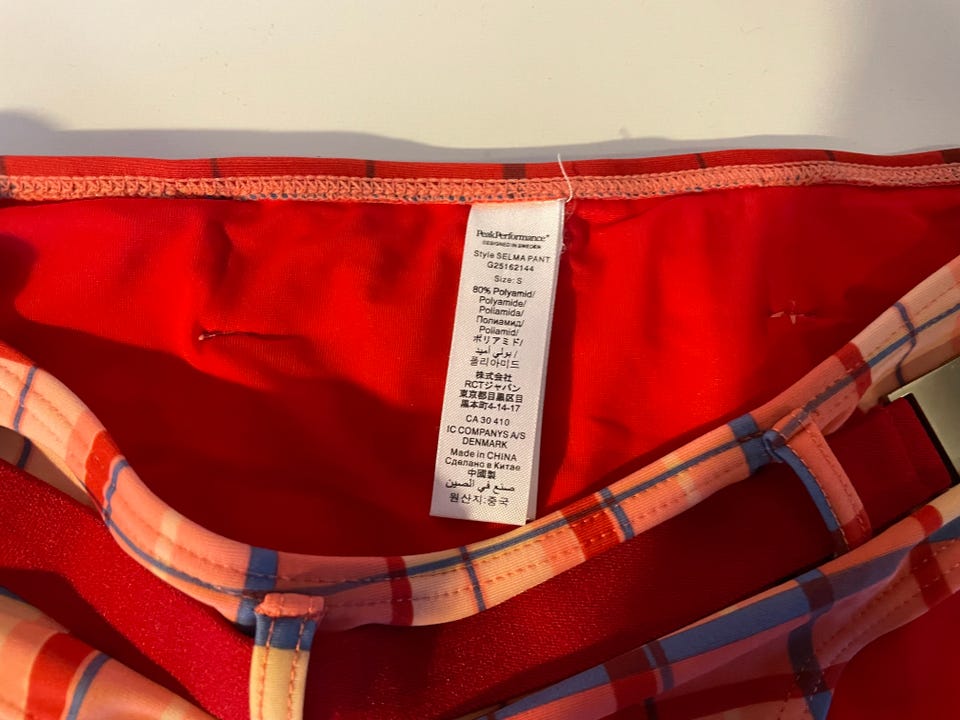 PeakPerformance®
DESIGNED IN SWEDEN
Style SELMA PANT
G25162144
Size: S
80% Polyamid/
Polyamide/
Poliamida/
Полиамид/
Poliamid/
ポリアミド/
بولي أميد /
폴리아미드
株式会社
RCTジャパン
東京都目黒区目
黒本町4-14-17
CA 30 410
IC COMPANYS A/S
DENMARK
Made in CHINA
Сделано в Китае
中國製
صنع في الصين
원산지:중국